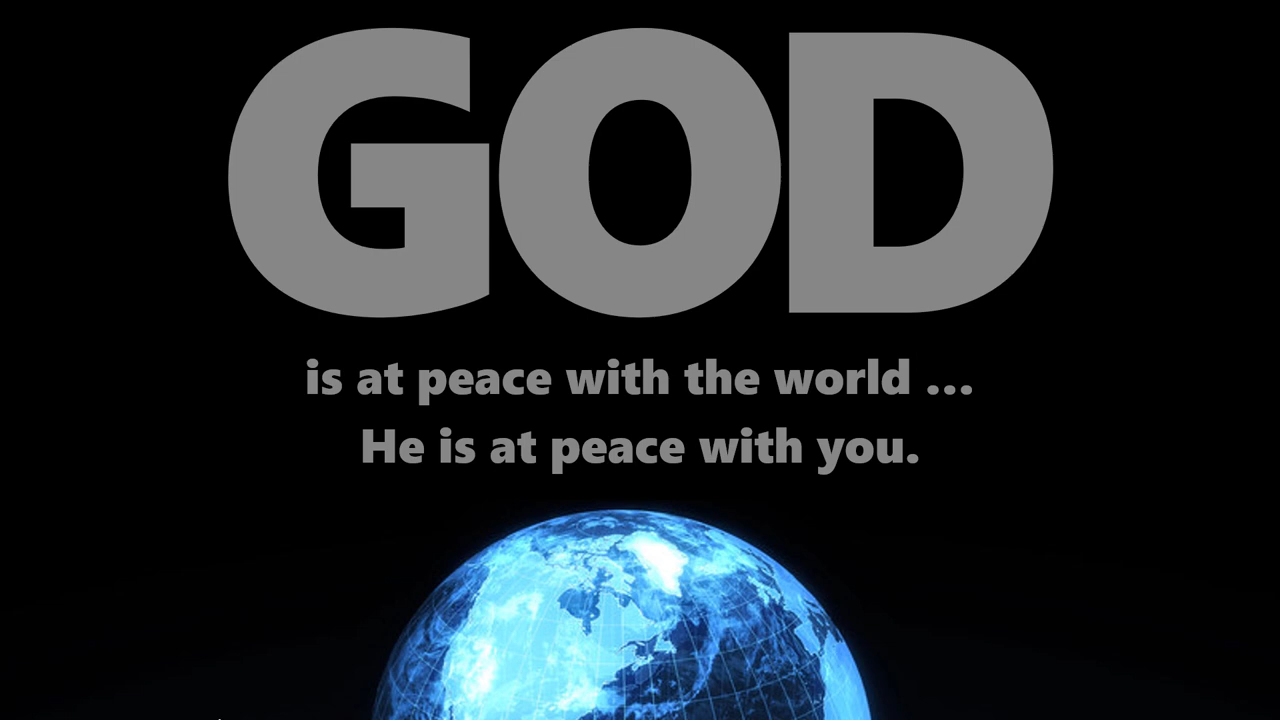 GOD
is at peace with the world ...
He is at peace with you.